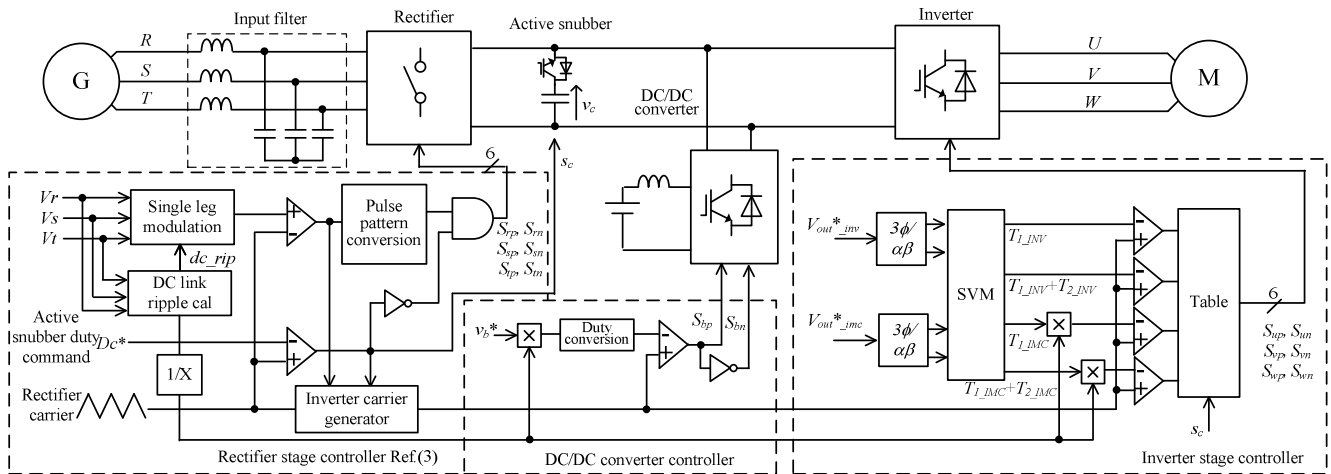 Input filter
Rectifier
Active snubber
Inverter
G
R
S
T
v_c
DC/DC
converter
s_c
U
V
W
M
6
Vr
Vs
Vt
Single leg
modulation
dc_rip
DC link
ripple cal
Pulse
pattern
conversion
S_rp, S_rn
S_sp, S_sn
S_tp, S_tn
Active
snubber duty
command
Dc*
1/X
Rectifier
carrier
Inverter carrier
generator
Rectifier stage controller Ref.(3)
v_b*
×
Duty
conversion
S_bp
S_bn
DC/DC converter controller
V_out*_inv
3ϕ/
αβ
V_out*_imc
3ϕ/
αβ
SVM
T_1_INV
T_1_INV+T_2_INV
T_1_IMC
T_1_IMC+T_2_IMC
×
×
Table
6
S_up, S_un
S_vp, S_vn
S_wp, S_wn
s_c
Inverter stage controller
+
-
-
+
-
+
-
+
-
+
-
+
-
+